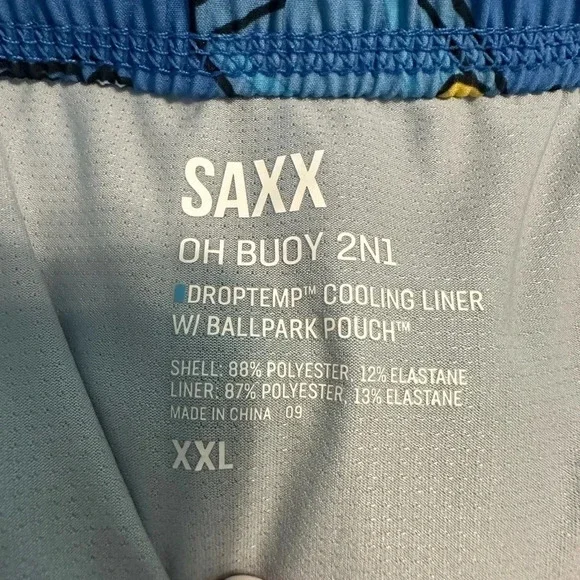 SAXX
OH BUOY 2N1
DROPTEMP™ COOLING LINER
W/ BALLPARK POUCH™
SHELL: 88% POLYESTER, 12% ELASTANE
LINER: 87% POLYESTER, 13% ELASTANE
MADE IN CHINA 09
XXL